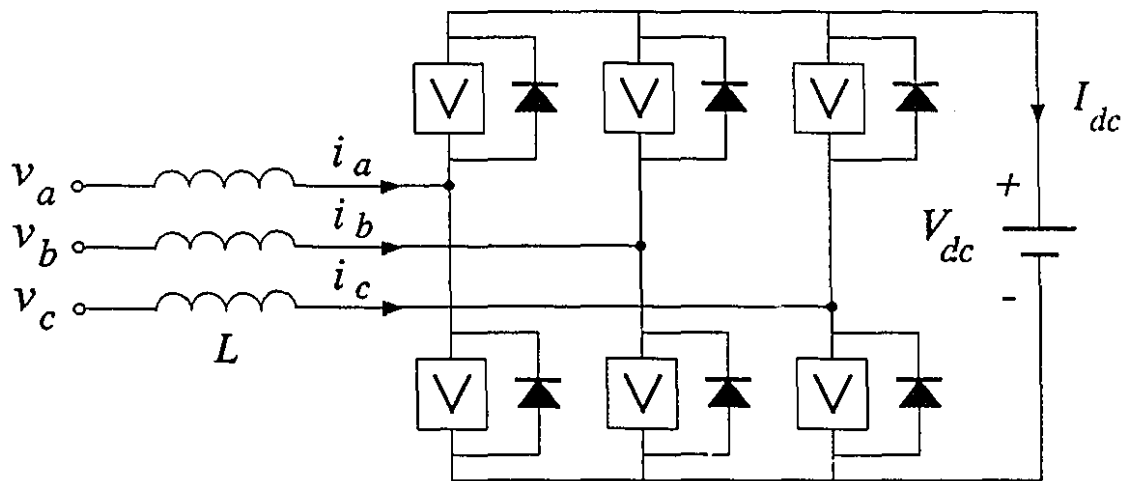 V V V
I_dc
v_a i_a
+
v_b i_b V_dc
v_c i_c
-
L
V V V